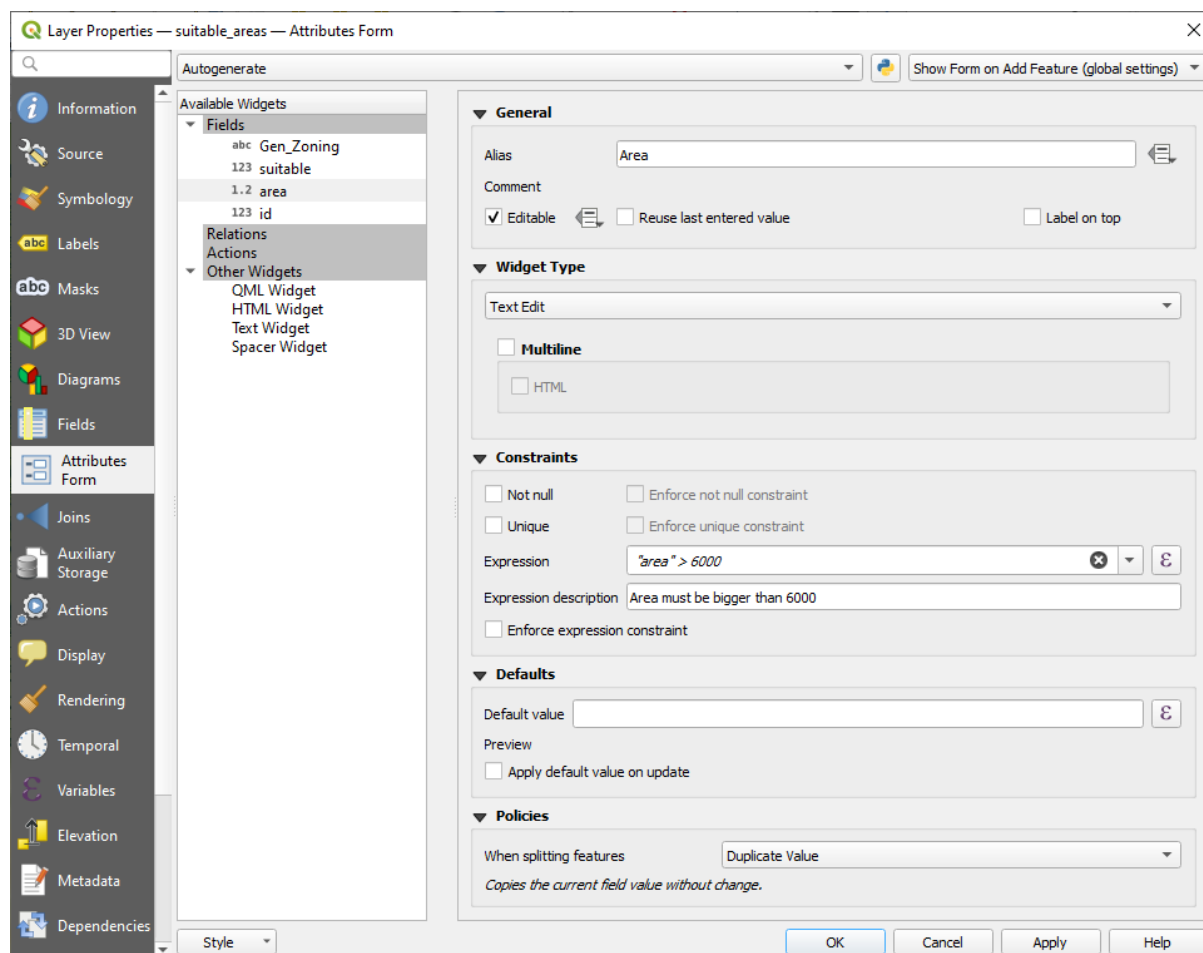 Layer Properties — suitable_areas — Attributes Form
Autogenerate
Show Form on Add Feature (global settings)
Information
Source
Symbology
abc Labels
abc Masks
3D View
Diagrams
Fields
Attributes
Form
Joins
Auxiliary
Storage
Actions
Display
Rendering
Temporal
Variables
Elevation
Metadata
Dependencies
Available Widgets
Fields
abc Gen_Zoning
123 suitable
1.2 area
123 id
Relations
Actions
Other Widgets
QML Widget
HTML Widget
Text Widget
Spacer Widget
General
Alias Area
Comment
Editable Reuse last entered value Label on top
Widget Type
Text Edit
Multiline
HTML
Constraints
Not null Enforce not null constraint
Unique Enforce unique constraint
Expression "area" > 6000 ε
Expression description Area must be bigger than 6000
Enforce expression constraint
Defaults
Default value ε
Preview
Apply default value on update
Policies
When splitting features Duplicate Value
Copies the current field value without change.
Style OK Cancel Apply Help